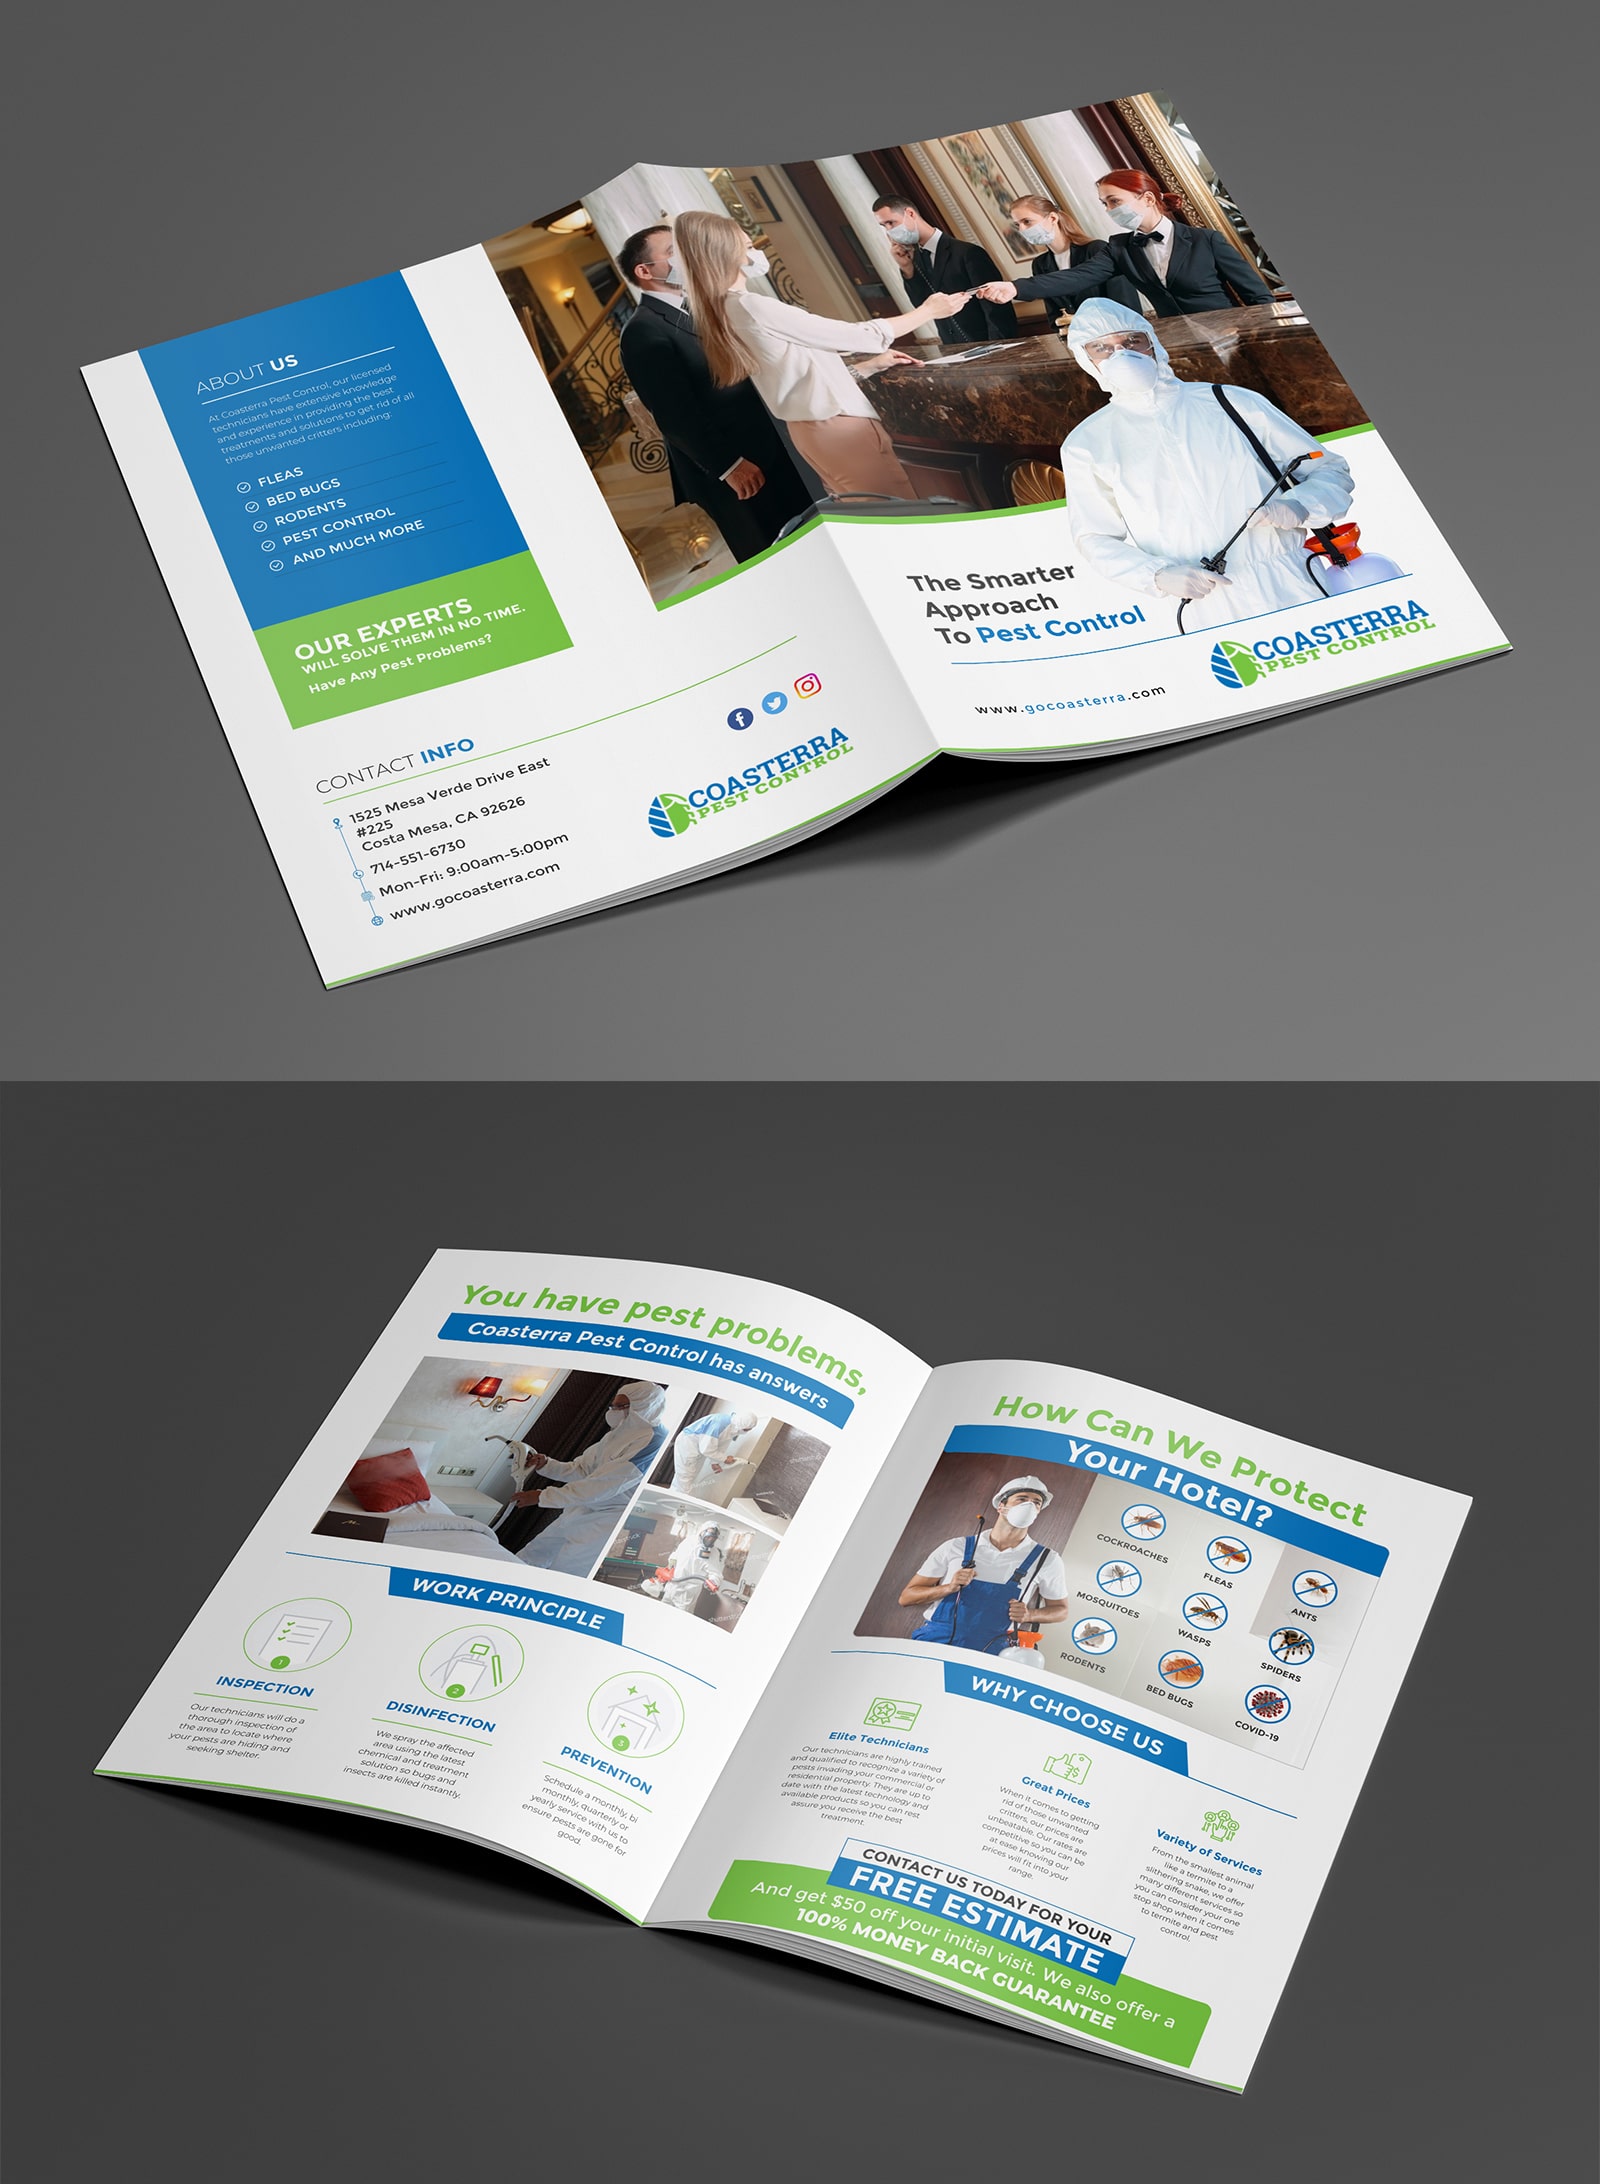 ABOUT US
At Coasterra Pest Control, our licensed
technicians have extensive knowledge
and experience in providing the best
treatments and solutions to get rid of all
those unwanted critters including:
FLEAS
BED BUGS
RODENTS
PEST CONTROL
AND MUCH MORE
OUR EXPERTS
WILL SOLVE THEM IN NO TIME.
Have Any Pest Problems?
CONTACT INFO
1525 Mesa Verde Drive East
#225
Costa Mesa, CA 92626
714-551-6730
Mon-Fri: 9:00am-5:00pm
www.gocoasterra.com
COASTERRA
PEST CONTROL
The Smarter
Approach
To Pest Control
www.gocoasterra.com
COASTERRA
PEST CONTROL
You have pest problems,
Coasterra Pest Control has answers
WORK PRINCIPLE
1
INSPECTION
Our technicians will do a
thorough inspection of
the area to locate where
your pests are hiding and
seeking shelter.
2
DISINFECTION
We spray the affected
area using the latest
chemical and treatment
solution so bugs and
insects are killed instantly.
3
PREVENTION
Schedule a monthly, bi
monthly, quarterly or
yearly service with us to
ensure pests are gone for
good.
How Can We Protect
Your Hotel?
COCKROACHES
FLEAS
ANTS
MOSQUITOES
WASPS
SPIDERS
RODENTS
BED BUGS
COVID-19
WHY CHOOSE US
Elite Technicians
Our technicians are highly trained
and qualified to recognize a variety of
pests invading your commercial or
residential property. They are up to
date with the latest technology and
available products so you can rest
assure you receive the best
treatment.
Great Prices
When it comes to getting
rid of those unwanted
critters, our prices are
unbeatable. Our rates are
competitive so you can be
at ease knowing our
prices will fit into your
range.
Variety of Services
From the smallest animal
like a termite to a
slithering snake, we offer
many different services so
you can consider your one
stop shop when it comes
to termite and pest
control.
CONTACT US TODAY FOR YOUR
FREE ESTIMATE
And get $50 off your initial visit. We also offer a
100% MONEY BACK GUARANTEE